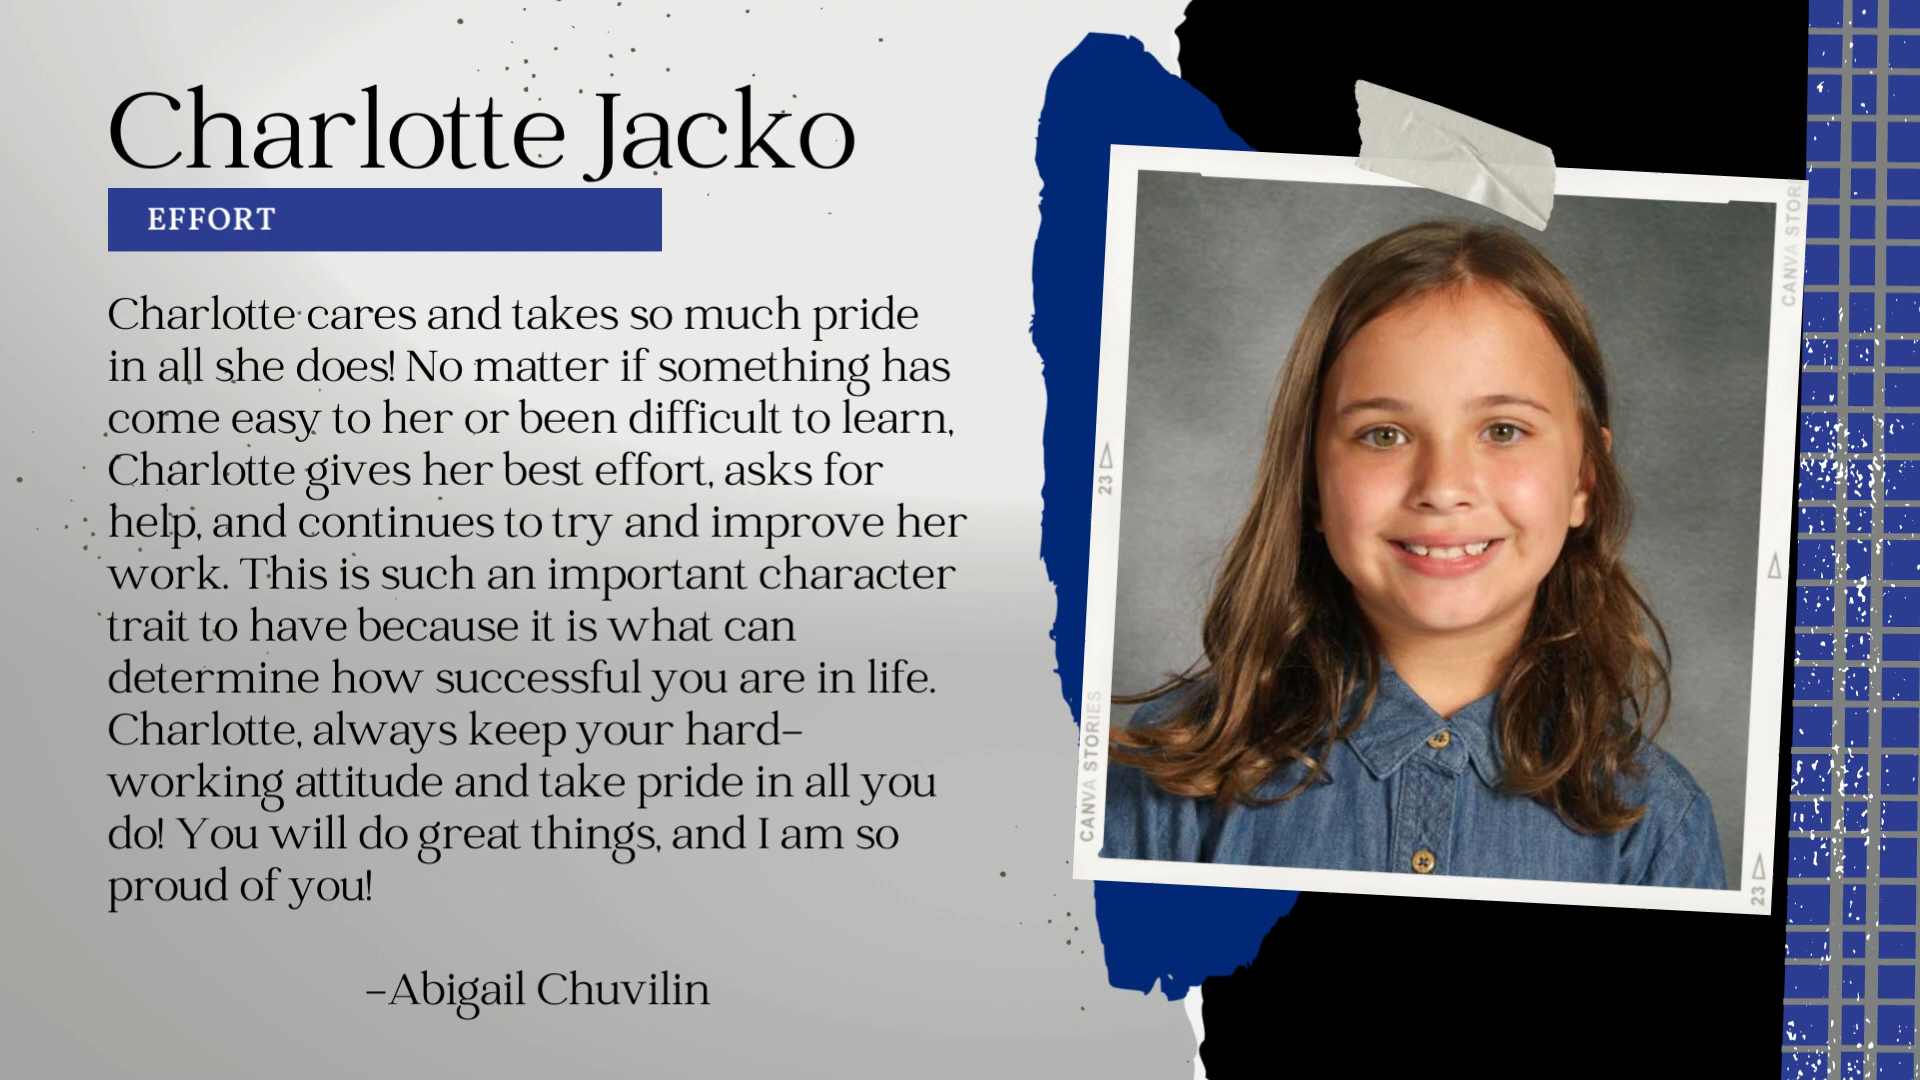 Charlotte Jacko
EFFORT
Charlotte cares and takes so much pride
in all she does! No matter if something has
come easy to her or been difficult to learn,
Charlotte gives her best effort, asks for
help, and continues to try and improve her
work. This is such an important character
trait to have because it is what can
determine how successful you are in life.
Charlotte, always keep your hard-
working attitude and take pride in all you
do! You will do great things, and I am so
proud of you!
-Abigail Chuvilin
CANVA STORIES
23
CANVA STORI
23